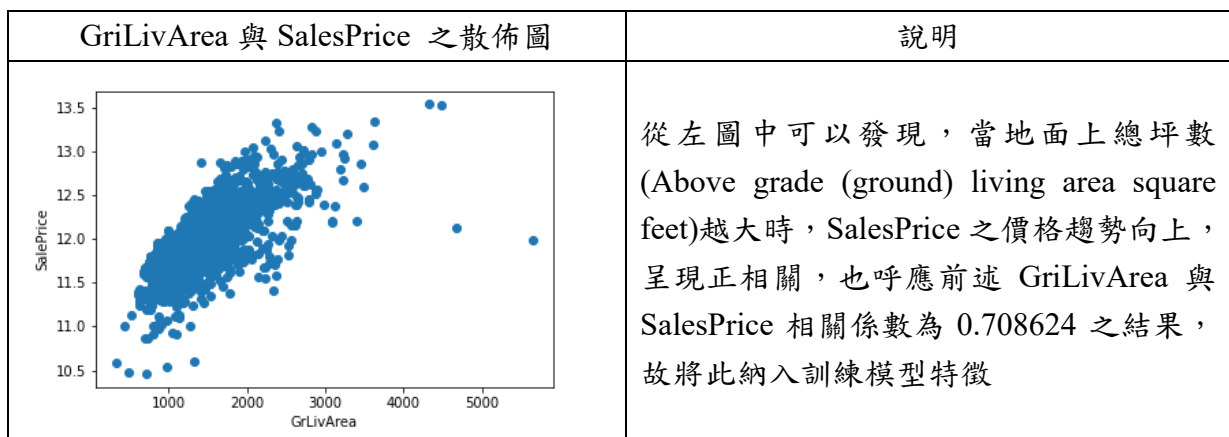 GriLivArea 與 SalesPrice 之散佈圖
說明
13.5
13.0
12.5
12.0
11.5
11.0
10.5
SalePrice
1000 2000 3000 4000 5000
GrLivArea
從左圖中可以發現，當地面上總坪數
(Above grade (ground) living area square
feet)越大時，SalesPrice 之價格趨勢向上，
呈現正相關，也呼應前述 GriLivArea 與
SalesPrice 相關係數為 0.708624 之結果，
故將此納入訓練模型特徵